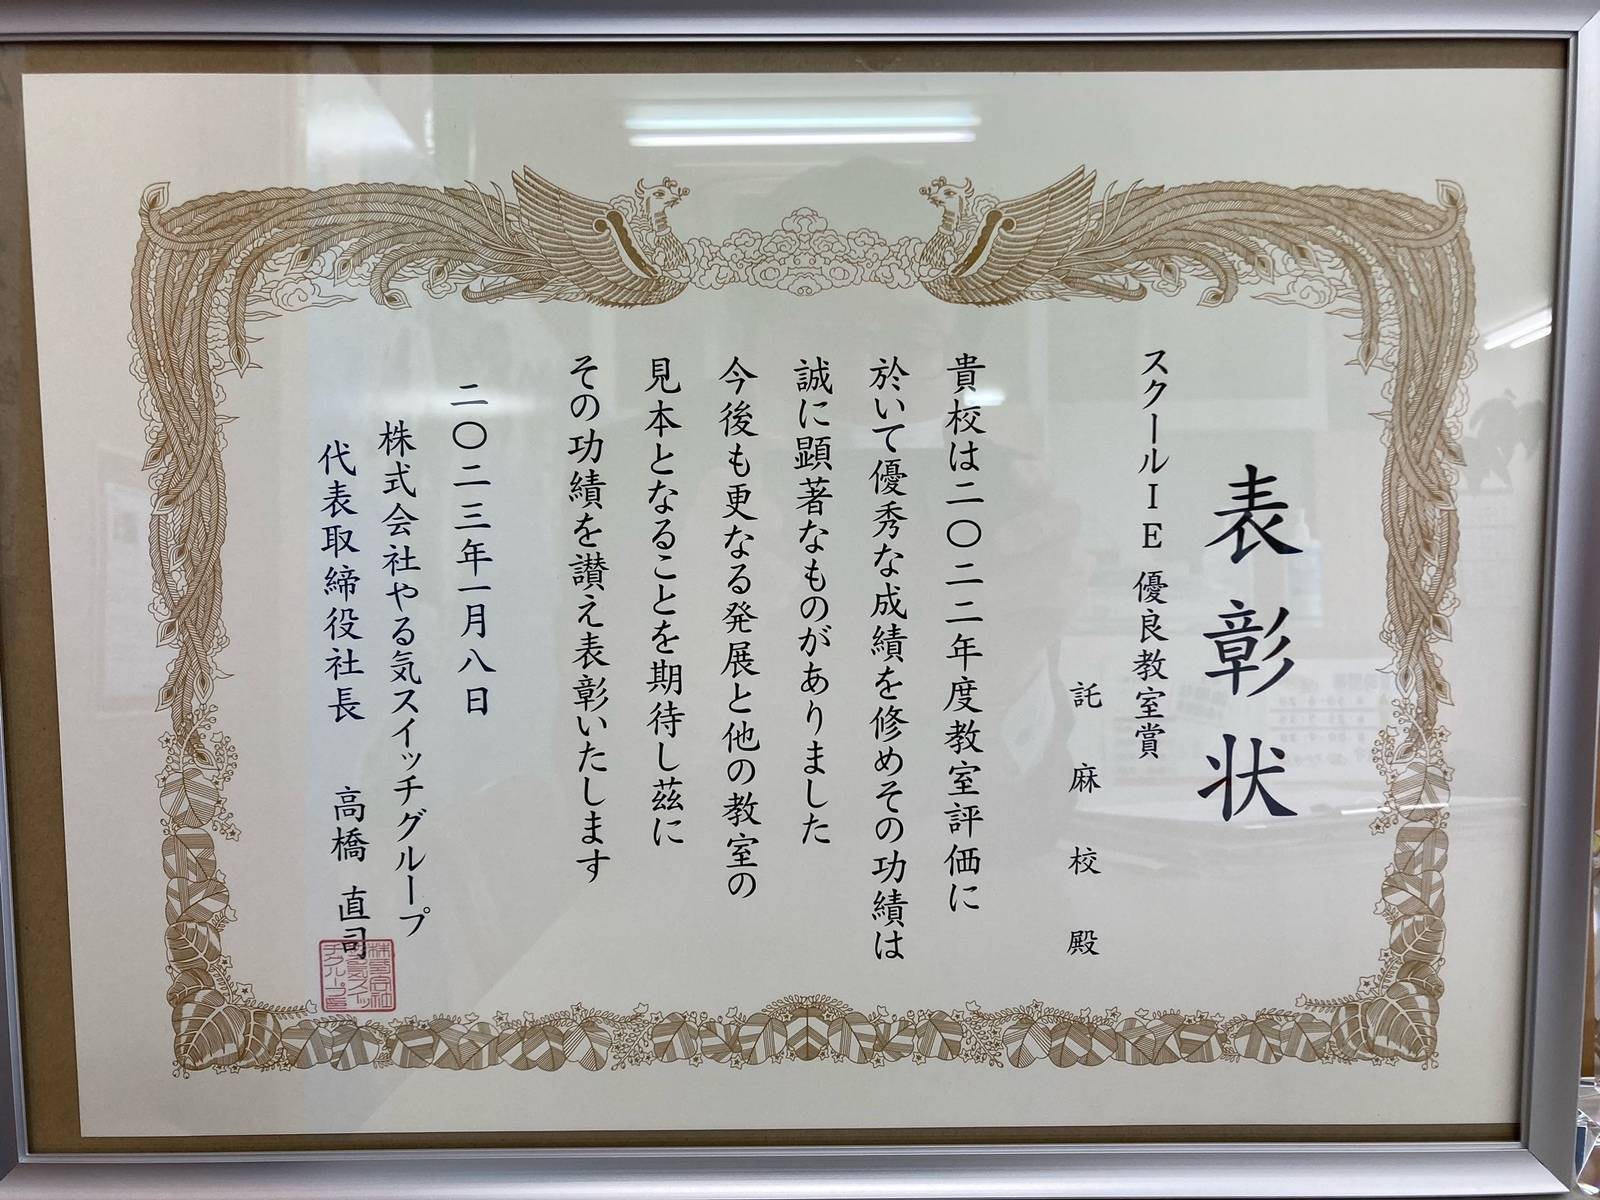 表彰状
スクールIE 優良教室賞
託麻校殿
貴校は二〇二二年度教室評価に
於いて優秀な成績を修めその功績は
誠に顕著なものがありました
今後も更なる発展と他の教室の
見本となることを期待し茲に
その功績を讃え表彰いたします
二〇二三年一月八日
株式会社やる気スイッチグループ
代表取締役社長 高橋 直司